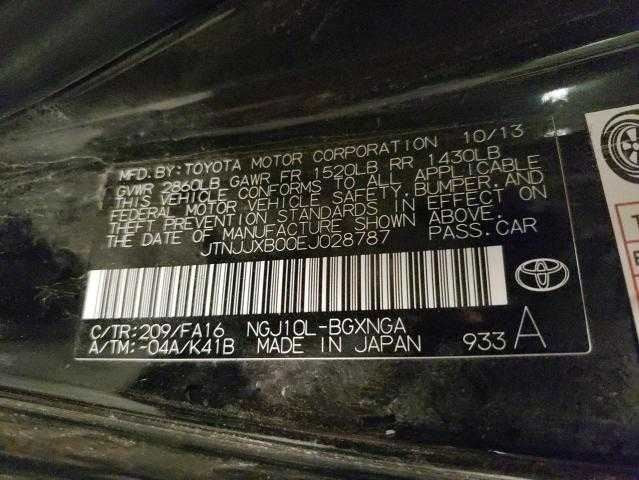 MFD. BY: TOYOTA MOTOR CORPORATION 10/13
GVWR 2860LB GAWR FR 1520LB RR 1430LB
THIS VEHICLE CONFORMS TO ALL APPLICABLE
FEDERAL MOTOR VEHICLE SAFETY, BUMPER, AND
THEFT PREVENTION STANDARDS IN EFFECT ON
THE DATE OF MANUFACTURE SHOWN ABOVE.
JTNJJXB00EJ028787 PASS. CAR
C/TR: 209/FA16 NGJ10L-BGXNGA
A/TM: -04A/K41B MADE IN JAPAN 933 A